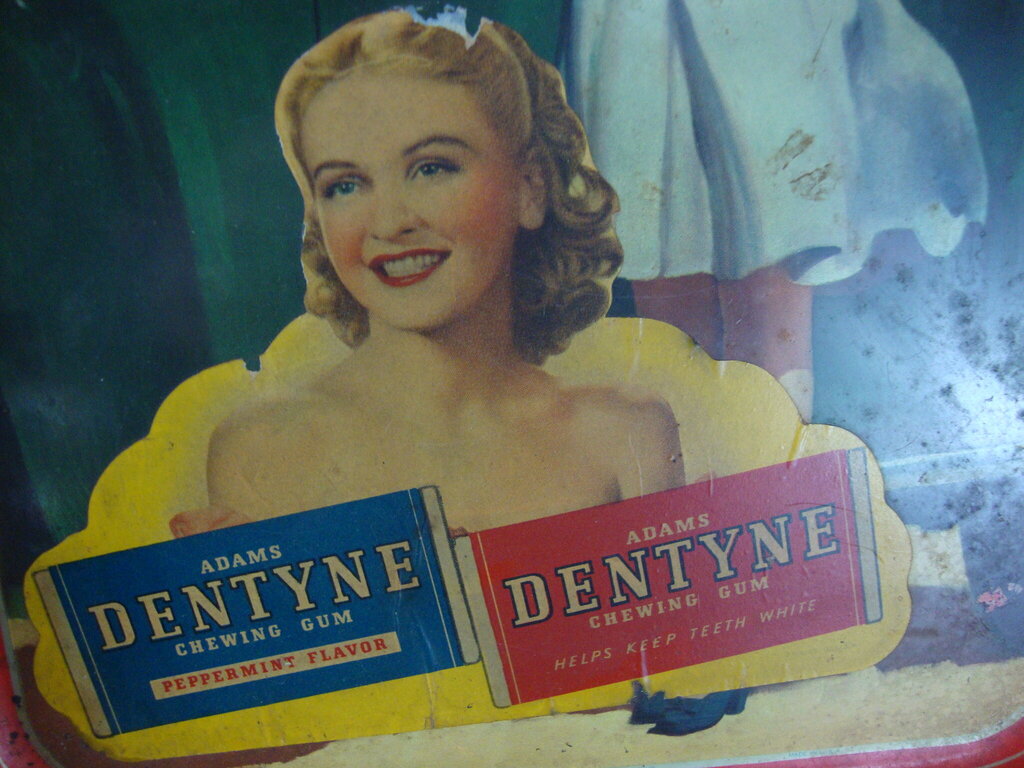 ADAMS
DENTYNE
CHEWING GUM
PEPPERMINT FLAVOR
ADAMS
DENTYNE
CHEWING GUM
HELPS KEEP TEETH WHITE